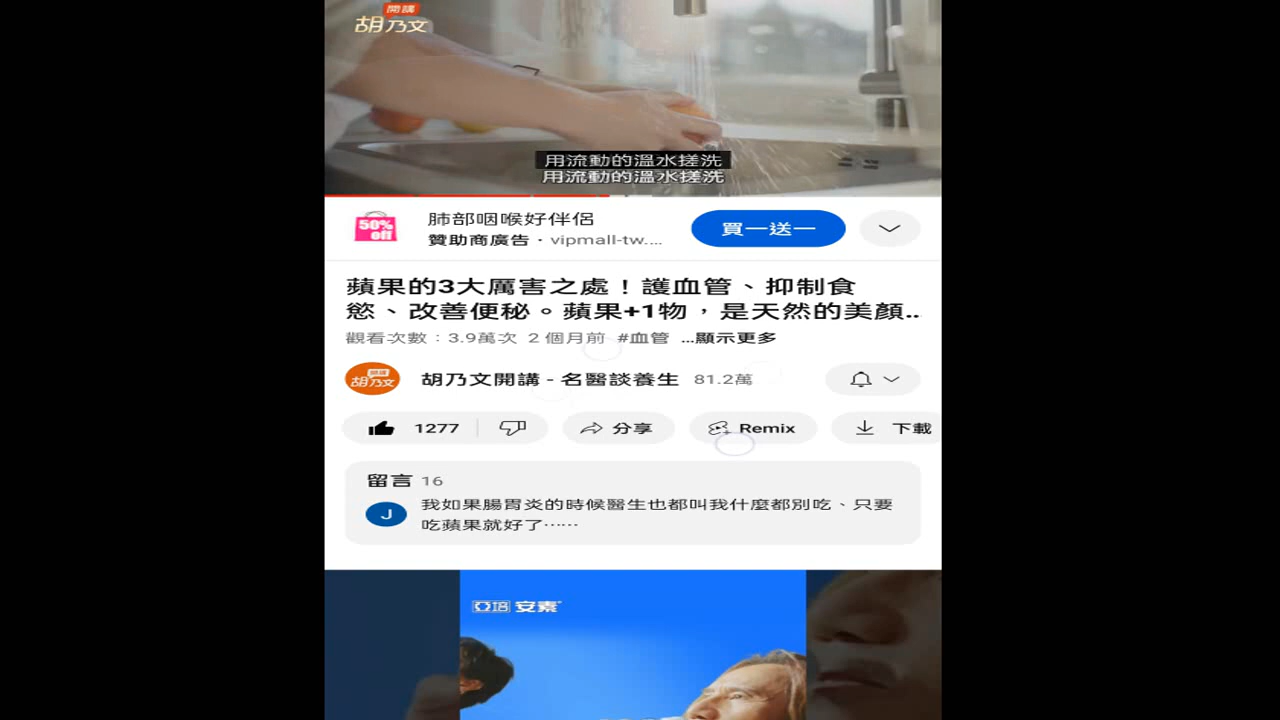 開講
胡乃文
用流動的溫水搓洗
用流動的溫水搓洗
50%
off
肺部咽喉好伴侶
贊助商廣告・vipmall-tw....
買一送一
蘋果的3大厲害之處！護血管、抑制食
慾、改善便秘。蘋果+1物，是天然的美顏..
觀看次數：3.9萬次 2 個月前 #血管 ...顯示更多
開講
胡乃文
胡乃文開講 - 名醫談養生 81.2萬
1277 分享 Remix 下載
留言 16
J
我如果腸胃炎的時候醫生也都叫我什麼都別吃、只要
吃蘋果就好了……
亞培 安素